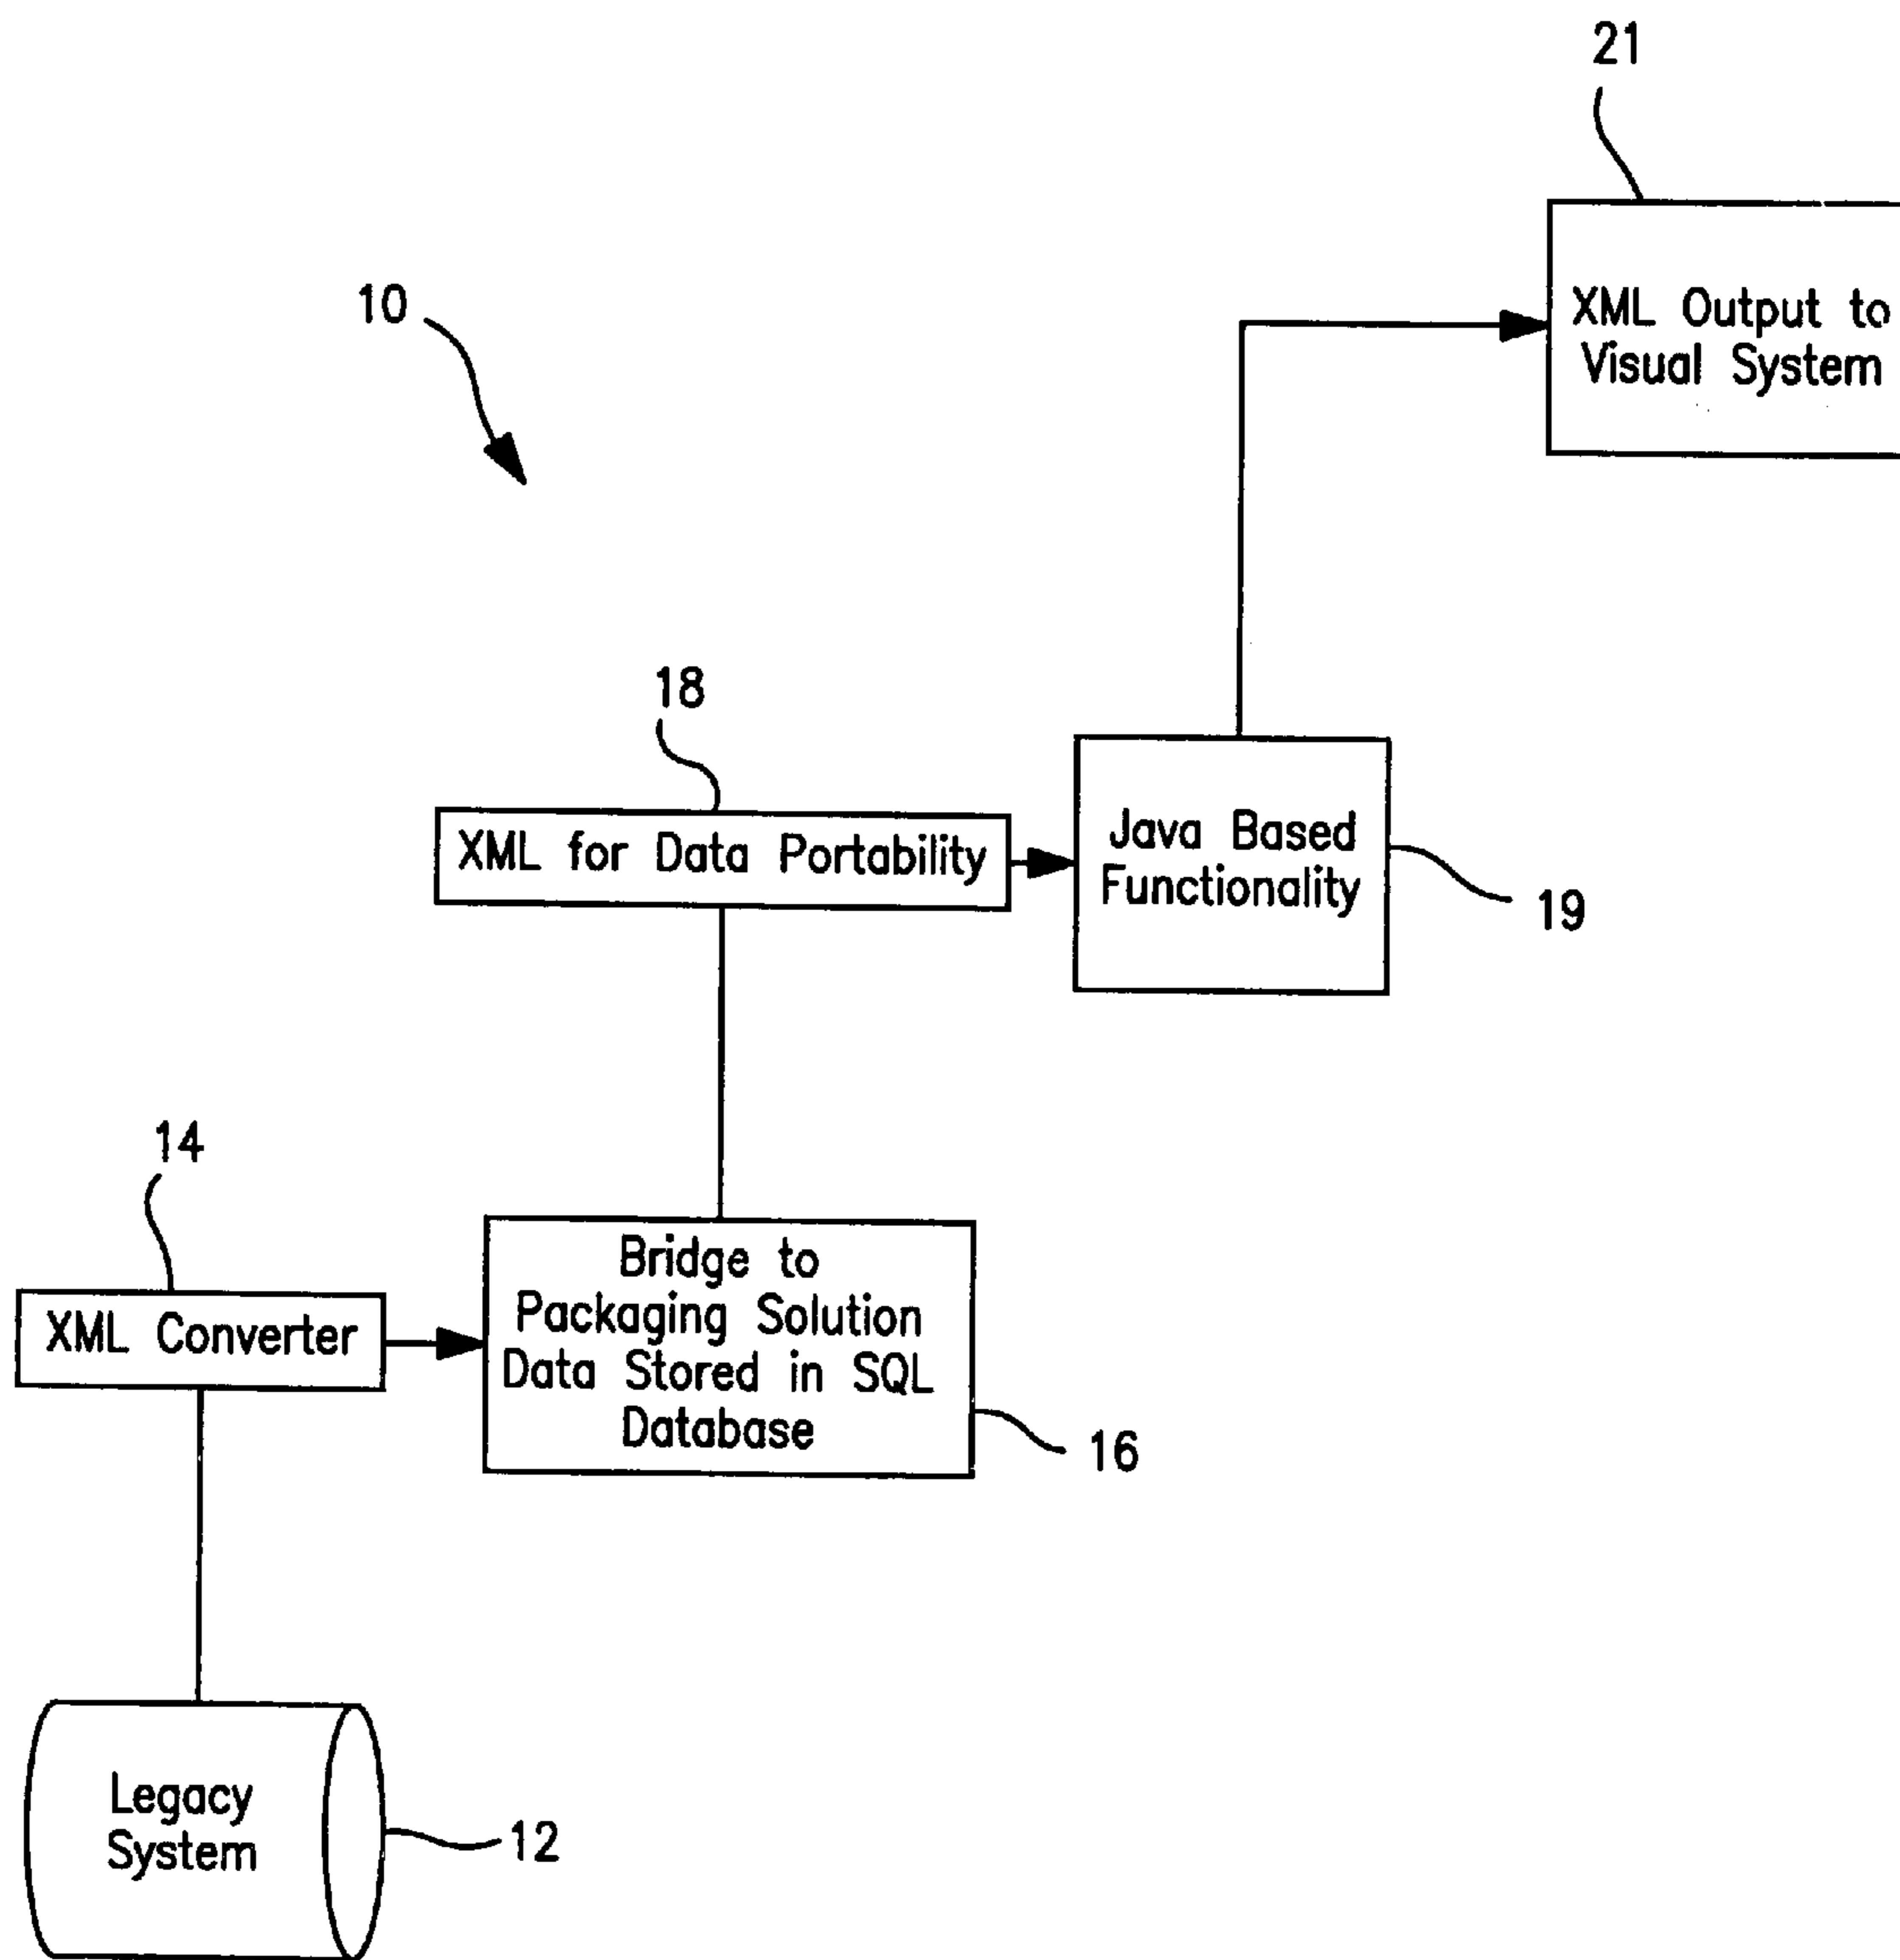 21
XML Output to
Visual System
10
18
XML for Data Portability
Java Based
Functionality
19
14
XML Converter
Bridge to
Packaging Solution
Data Stored in SQL
Database
16
Legacy
System
12